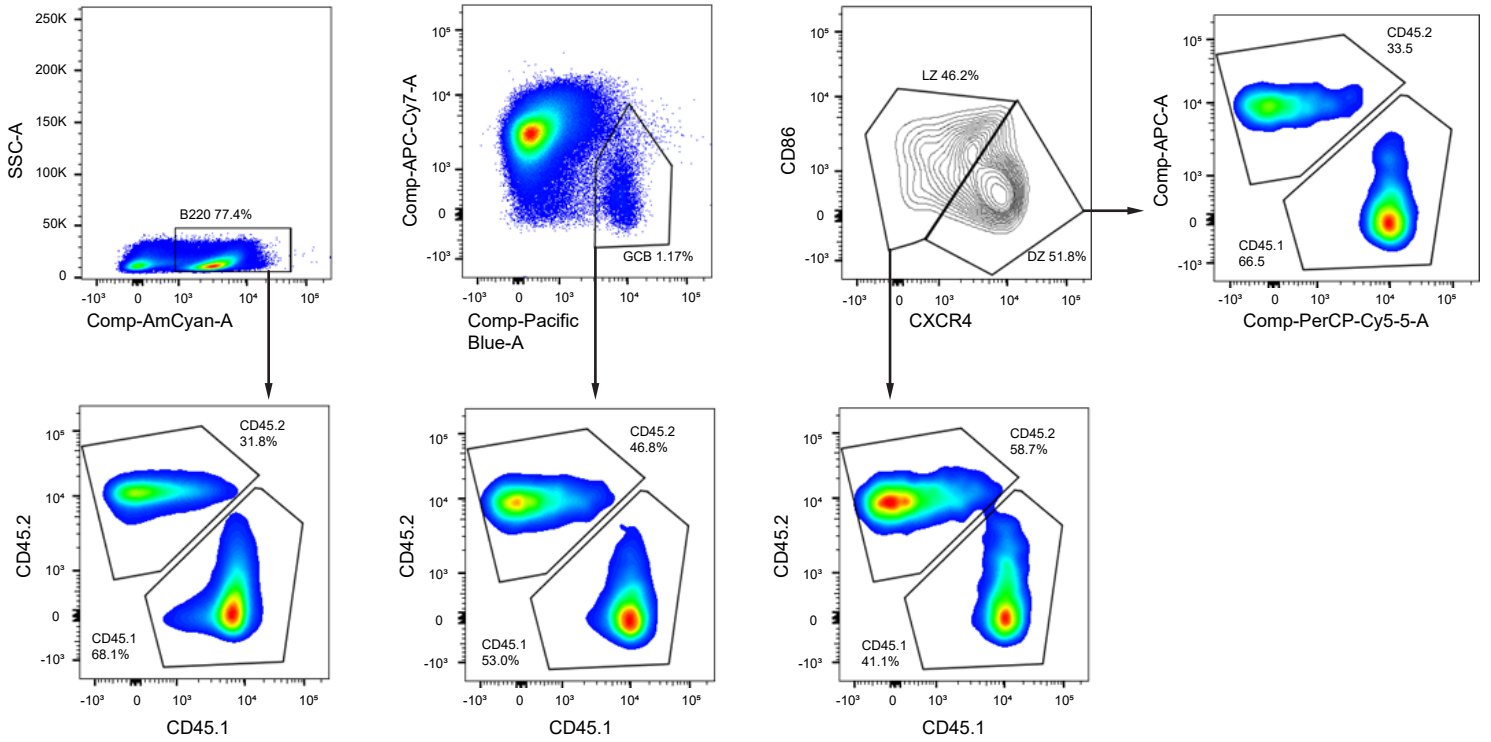 250K
200K
150K
100K
50K
0
SSC-A
B220 77.4%
-10³ 0 10³ 10⁴ 10⁵
Comp-AmCyan-A
10⁵
10⁴
10³
0
-10³
Comp-APC-Cy7-A
GCB 1.17%
-10³ 0 10³ 10⁴ 10⁵
Comp-Pacific
Blue-A
10⁵
10⁴
10³
0
-10³
CD86
LZ 46.2%
DZ 51.8%
-10³ 0 10³ 10⁴ 10⁵
CXCR4
10⁵
10⁴
10³
0
-10³
Comp-APC-A
CD45.2
33.5
CD45.1
66.5
-10³ 0 10³ 10⁴ 10⁵
Comp-PerCP-Cy5-5-A
10⁵
10⁴
10³
0
-10³
CD45.2
CD45.2
31.8%
CD45.1
68.1%
-10³ 0 10³ 10⁴ 10⁵
CD45.1
10⁵
10⁴
10³
0
-10³
CD45.2
CD45.2
46.8%
CD45.1
53.0%
-10³ 0 10³ 10⁴ 10⁵
CD45.1
10⁵
10⁴
10³
0
-10³
CD45.2
CD45.2
58.7%
CD45.1
41.1%
-10³ 0 10³ 10⁴ 10⁵
CD45.1